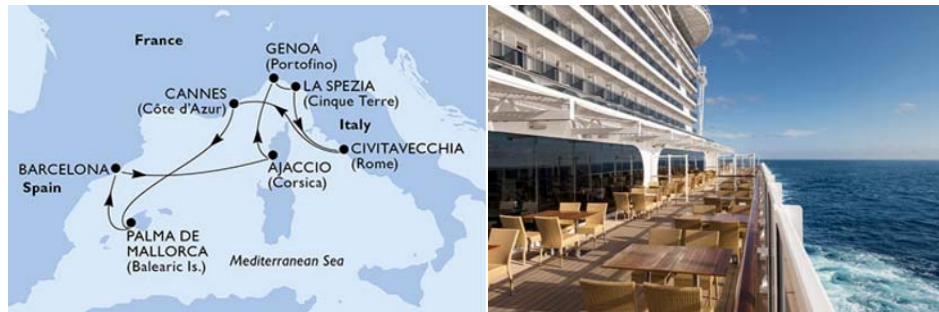 France
GENOA
(Portofino)
CANNES
(Côte d'Azur)
LA SPEZIA
(Cinque Terre)
Italy
CIVITAVECCHIA
(Rome)
BARCELONA
Spain
AJACCIO
(Corsica)
PALMA DE
MALLORCA
(Balearic Is.)
Mediterranean Sea